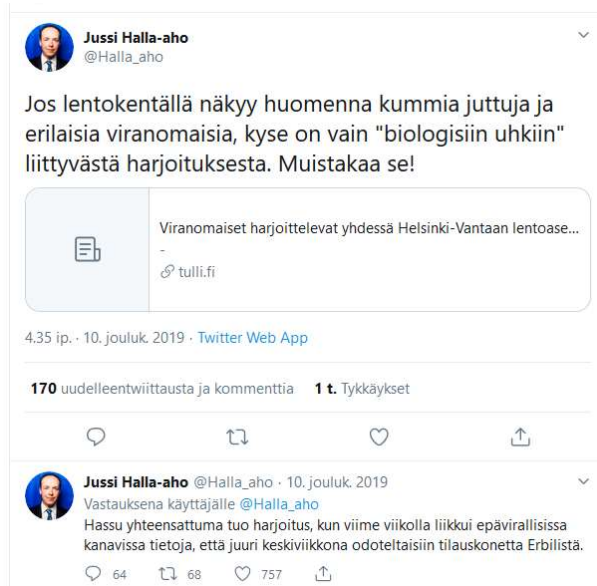 Jussi Halla-aho
@Halla_aho
Jos lentokentällä näkyy huomenna kummia juttuja ja
erilaisia viranomaisia, kyse on vain "biologisiin uhkiin"
liittyvästä harjoituksesta. Muistakaa se!
Viranomaiset harjoittelevat yhdessä Helsinki-Vantaan lentoase...
-
tulli.fi
4.35 ip. · 10. jouluk. 2019 · Twitter Web App
170 uudelleentwiittausta ja kommenttia 1 t. Tykkäykset
Jussi Halla-aho @Halla_aho · 10. jouluk. 2019
Vastauksena käyttäjälle @Halla_aho
Hassu yhteensattuma tuo harjoitus, kun viime viikolla liikkui epävirallisissa
kanavissa tietoja, että juuri keskiviikkona odoteltaisiin tilauskonetta Erbilistä.
64 68 757